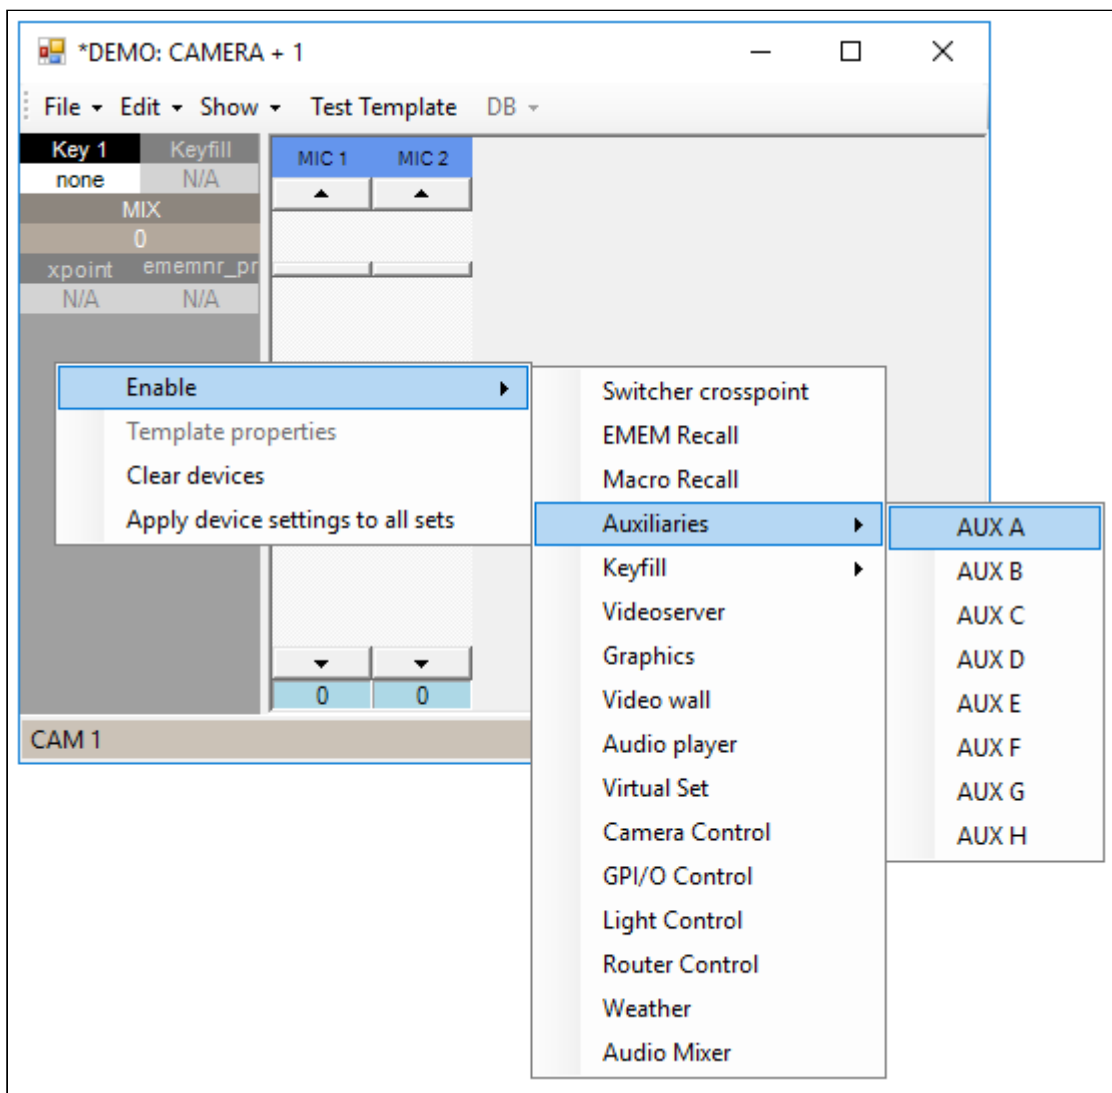 *DEMO: CAMERA + 1
File Edit Show Test Template DB
Key 1 Keyfill
none N/A
MIX
0
xpoint ememnr_pr
N/A N/A
MIC 1 MIC 2
0 0
CAM 1
Enable
Template properties
Clear devices
Apply device settings to all sets
Switcher crosspoint
EMEM Recall
Macro Recall
Auxiliaries
Keyfill
Videoserver
Graphics
Video wall
Audio player
Virtual Set
Camera Control
GPI/O Control
Light Control
Router Control
Weather
Audio Mixer
AUX A
AUX B
AUX C
AUX D
AUX E
AUX F
AUX G
AUX H